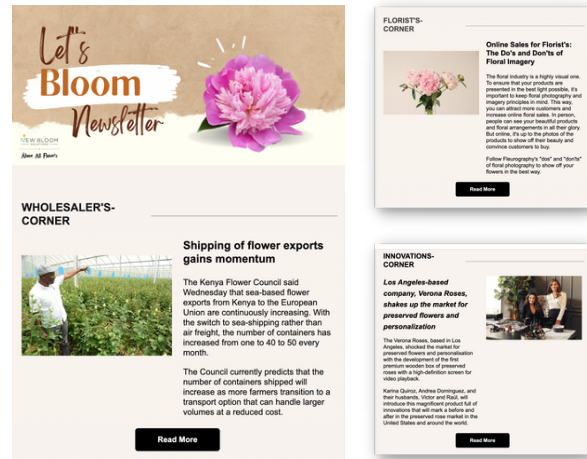 Let's
Bloom
Newsletter
NEW BLOOM
SOLUTIONS
Above All Flowers
WHOLESALER'S-
CORNER
Shipping of flower exports
gains momentum
The Kenya Flower Council said
Wednesday that sea-based flower
exports from Kenya to the European
Union are continuously increasing. With
the switch to sea-shipping rather than
air freight, the number of containers has
increased from one to 40 to 50 every
month.
The Council currently predicts that the
number of containers shipped will
increase as more farmers transition to a
transport option that can handle larger
volumes at a reduced cost.
Read More
FLORIST'S-
CORNER
Online Sales for Florist's:
The Do's and Don'ts of
Floral Imagery
The floral industry is a highly visual one.
To ensure that your products are
presented in the best light possible, it's
important to keep floral photography and
imagery principles in mind. This way,
you can attract more customers and
increase online floral sales. In person,
people can see your beautiful products
and floral arrangements in all their glory.
But online, it's up to the photos of the
products to show off their beauty and
convince customers to buy.
Follow Fleurography's "dos" and "don'ts"
of floral photography to show off your
flowers in the best way.
Read More
INNOVATIONS-
CORNER
Los Angeles-based
company, Verona Roses,
shakes up the market for
preserved flowers and
personalization
The Verona Roses, based in Los
Angeles, shocked the market for
preserved flowers and personalisation
with the development of the first
premium wooden box of preserved
roses with a high-definition screen for
video playback.
Karina Quiroz, Andrea Dominguez, and
their husbands, Victor and Raúl, will
introduce this magnificent product full of
innovations that will mark a before and
after in the preserved rose market in the
United States and around the world.
Read More